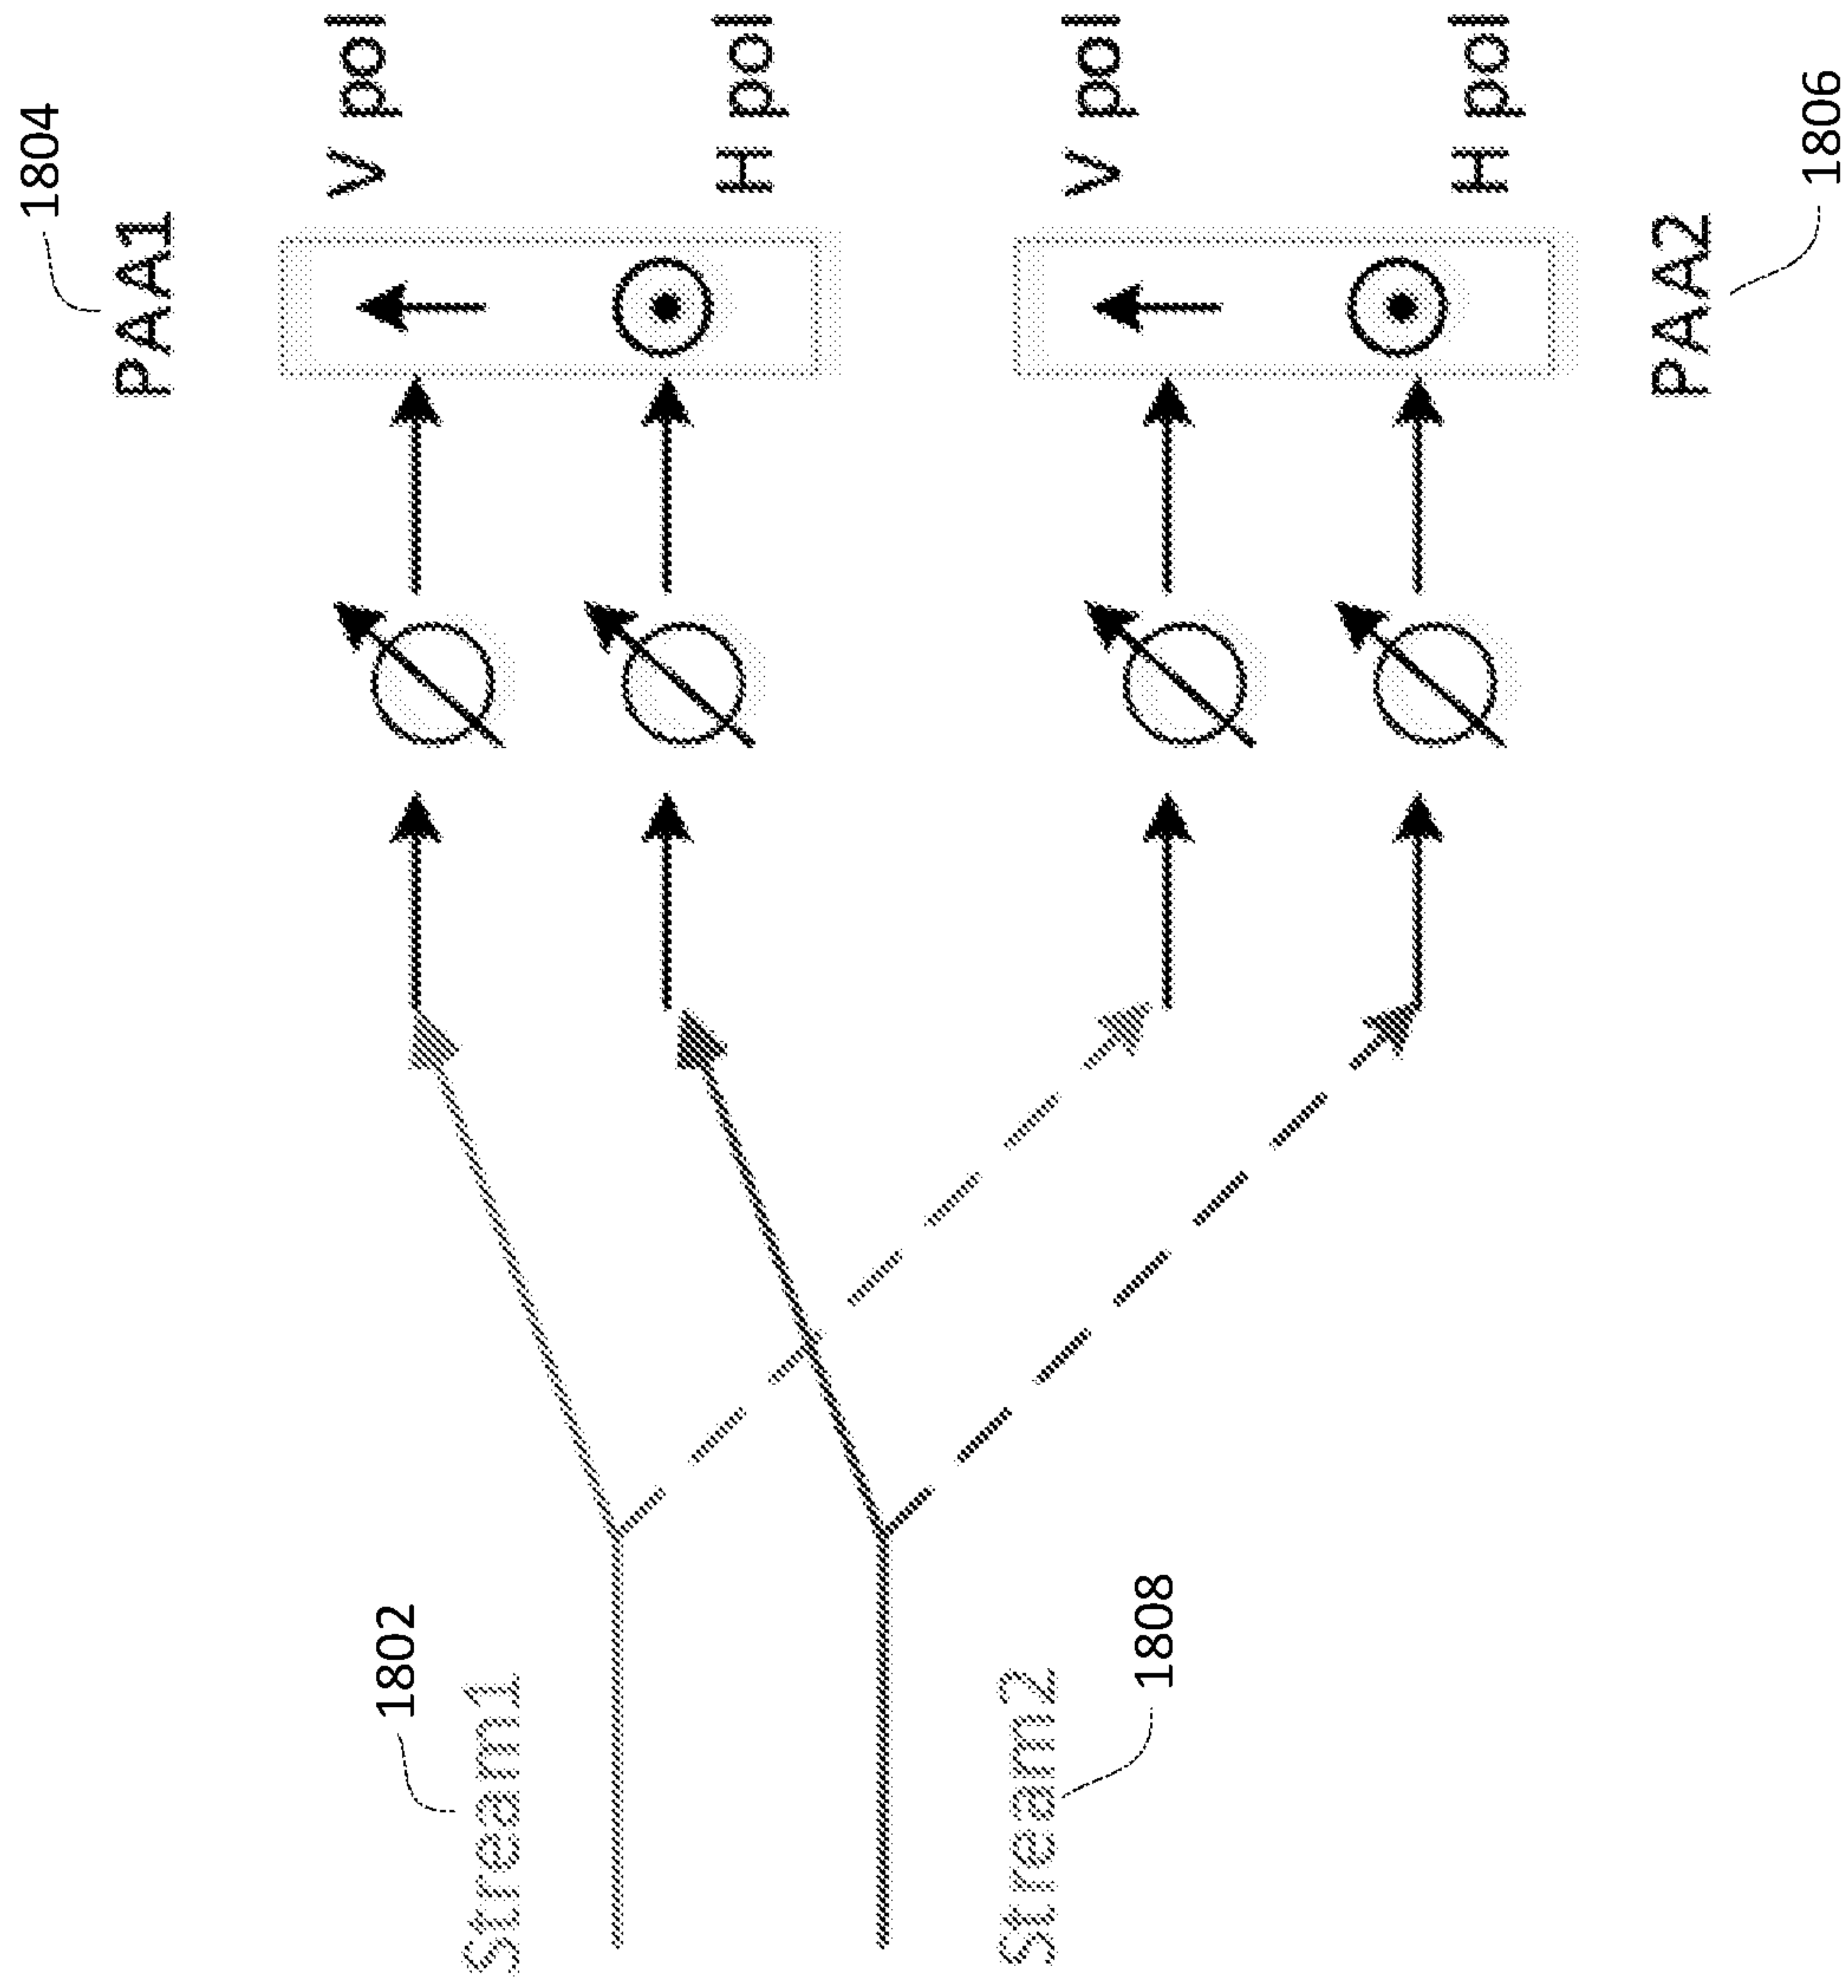 1804
PAA1
V pol
H pol
1802
Stream1
Stream2
1808
V pol
H pol
PAA2
1806